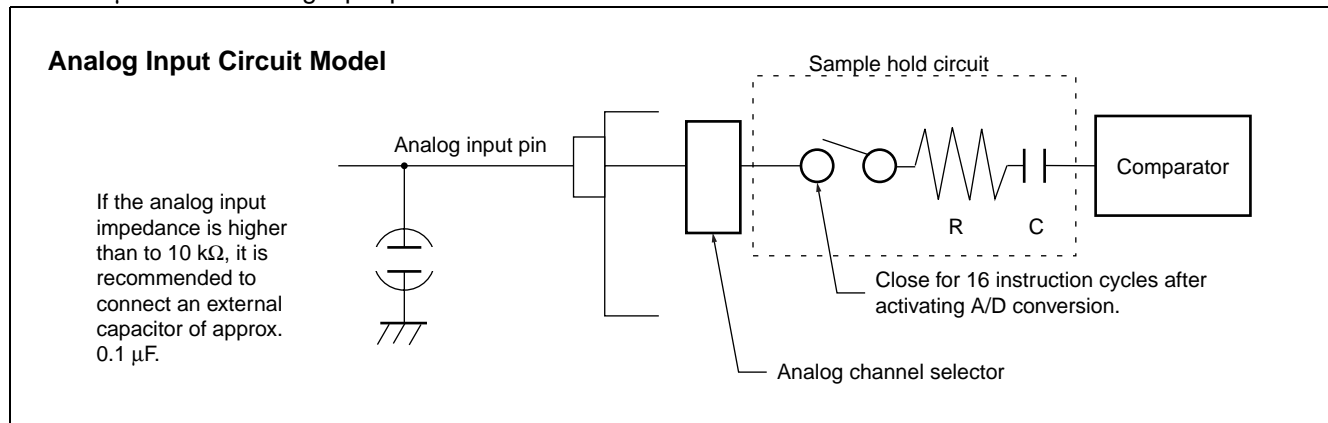 Analog Input Circuit Model
Sample hold circuit
Analog input pin
Comparator
If the analog input
impedance is higher
than to 10 kΩ, it is
recommended to
connect an external
capacitor of approx.
0.1 μF.
R
C
Close for 16 instruction cycles after
activating A/D conversion.
Analog channel selector